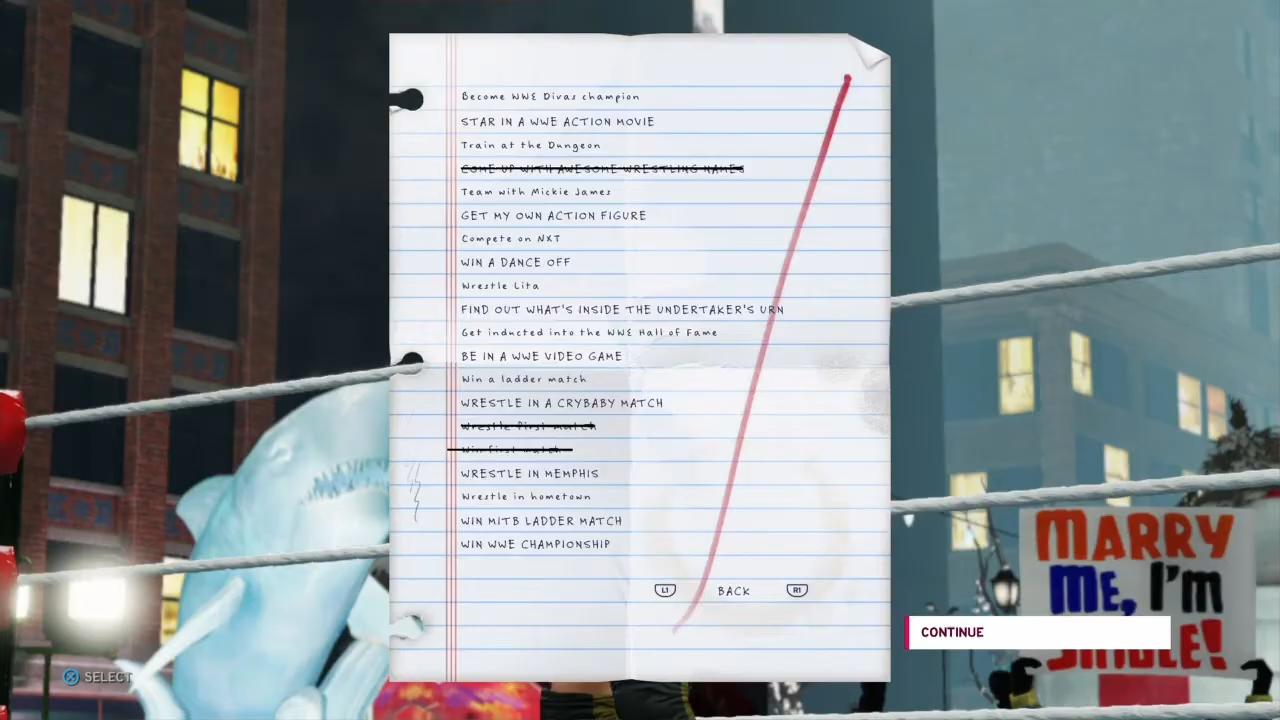 Become WWE Divas champion
STAR IN A WWE ACTION MOVIE
Train at the Dungeon
COME UP WITH AWESOME WRESTLING NAMES
Team with Mickie James
GET MY OWN ACTION FIGURE
Compete on NXT
WIN A DANCE OFF
Wrestle Lita
FIND OUT WHAT'S INSIDE THE UNDERTAKER'S URN
Get inducted into the WWE Hall of Fame
BE IN A WWE VIDEO GAME
Win a ladder match
WRESTLE IN A CRYBABY MATCH
Wrestle first match
Win first match
WRESTLE IN MEMPHIS
Wrestle in hometown
WIN MITB LADDER MATCH
WIN WWE CHAMPIONSHIP
L1 BACK R1
CONTINUE
SELECT
MARRY
ME, I'M
SINGLE!